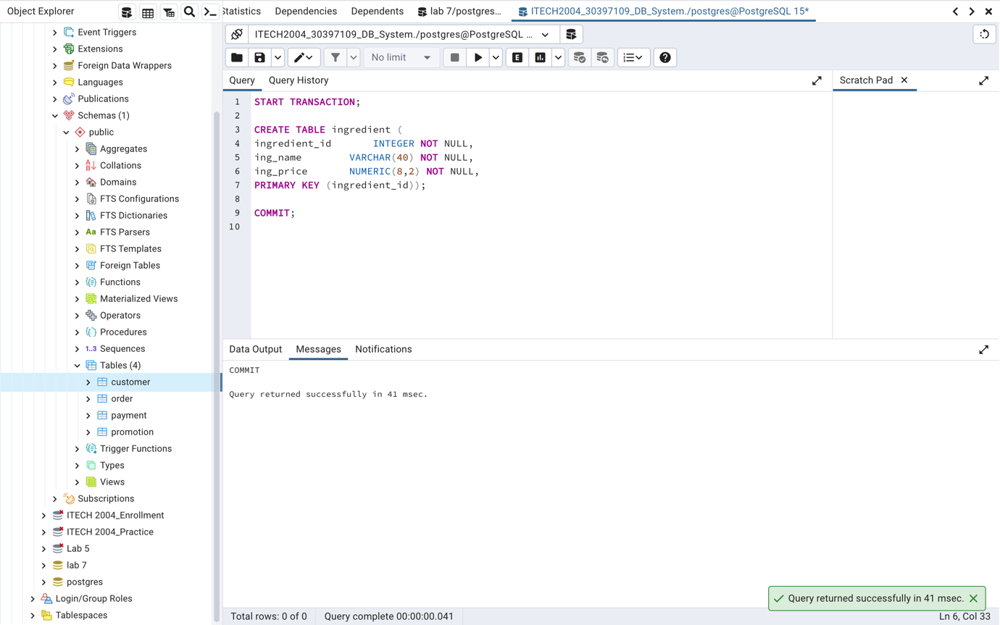 Object Explorer
Statistics Dependencies Dependents lab 7/postgres... ITECH2004_30397109_DB_System./postgres@PostgreSQL 15*
Event Triggers
Extensions
Foreign Data Wrappers
Languages
Publications
Schemas (1)
public
Aggregates
Collations
Domains
FTS Configurations
FTS Dictionaries
Aa FTS Parsers
FTS Templates
Foreign Tables
Functions
Materialized Views
Operators
Procedures
1..3 Sequences
Tables (4)
customer
order
payment
promotion
Trigger Functions
Types
Views
Subscriptions
ITECH 2004_Enrollment
ITECH 2004_Practice
Lab 5
lab 7
postgres
Login/Group Roles
Tablespaces
ITECH2004_30397109_DB_System./postgres@PostgreSQL ...
No limit
E
Query Query History
Scratch Pad
1 START TRANSACTION;
2
3 CREATE TABLE ingredient (
4 ingredient_id INTEGER NOT NULL,
5 ing_name VARCHAR(40) NOT NULL,
6 ing_price NUMERIC(8,2) NOT NULL,
7 PRIMARY KEY (ingredient_id));
8
9 COMMIT;
10
Data Output Messages Notifications
COMMIT
Query returned successfully in 41 msec.
Query returned successfully in 41 msec.
Total rows: 0 of 0 Query complete 00:00:00.041 Ln 6, Col 33